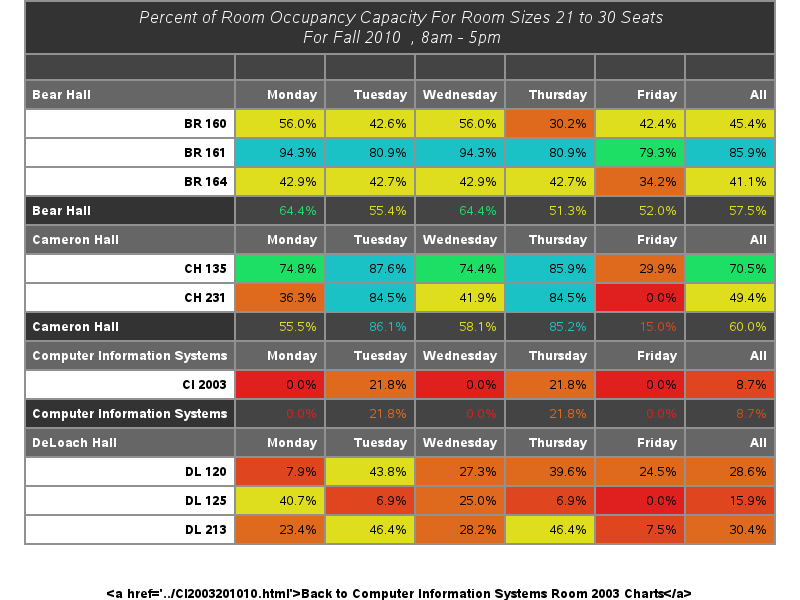 Percent of Room Occupancy Capacity For Room Sizes 21 to 30 Seats
For Fall 2010 , 8am - 5pm
Bear Hall Monday Tuesday Wednesday Thursday Friday All
BR 160 56.0% 42.6% 56.0% 30.2% 42.4% 45.4%
BR 161 94.3% 80.9% 94.3% 80.9% 79.3% 85.9%
BR 164 42.9% 42.7% 42.9% 42.7% 34.2% 41.1%
Bear Hall 64.4% 55.4% 64.4% 51.3% 52.0% 57.5%
Cameron Hall Monday Tuesday Wednesday Thursday Friday All
CH 135 74.8% 87.6% 74.4% 85.9% 29.9% 70.5%
CH 231 36.3% 84.5% 41.9% 84.5% 0.0% 49.4%
Cameron Hall 55.5% 86.1% 58.1% 85.2% 15.0% 60.0%
Computer Information Systems Monday Tuesday Wednesday Thursday Friday All
CI 2003 0.0% 21.8% 0.0% 21.8% 0.0% 8.7%
Computer Information Systems 0.0% 21.8% 0.0% 21.8% 0.0% 8.7%
DeLoach Hall Monday Tuesday Wednesday Thursday Friday All
DL 120 7.9% 43.8% 27.3% 39.6% 24.5% 28.6%
DL 125 40.7% 6.9% 25.0% 6.9% 0.0% 15.9%
DL 213 23.4% 46.4% 28.2% 46.4% 7.5% 30.4%
&lt;a href='../CI2003201010.html'&gt;Back to Computer Information Systems Room 2003 Charts&lt;/a&gt;